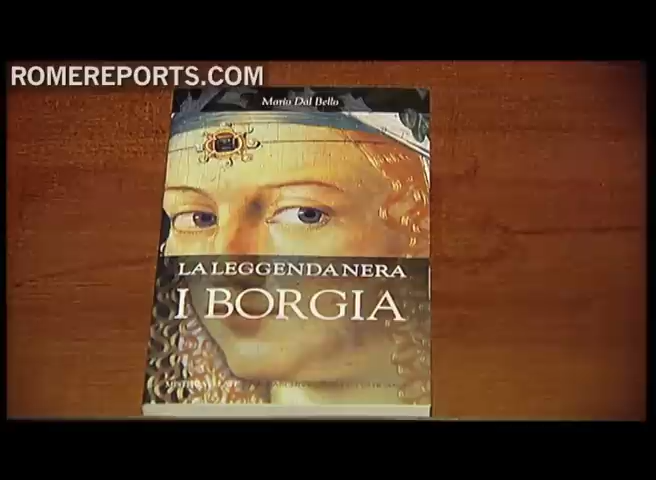 ROMEREPORTS.COM
Mario Dal Bello
LA LEGGENDA NERA
I BORGIA